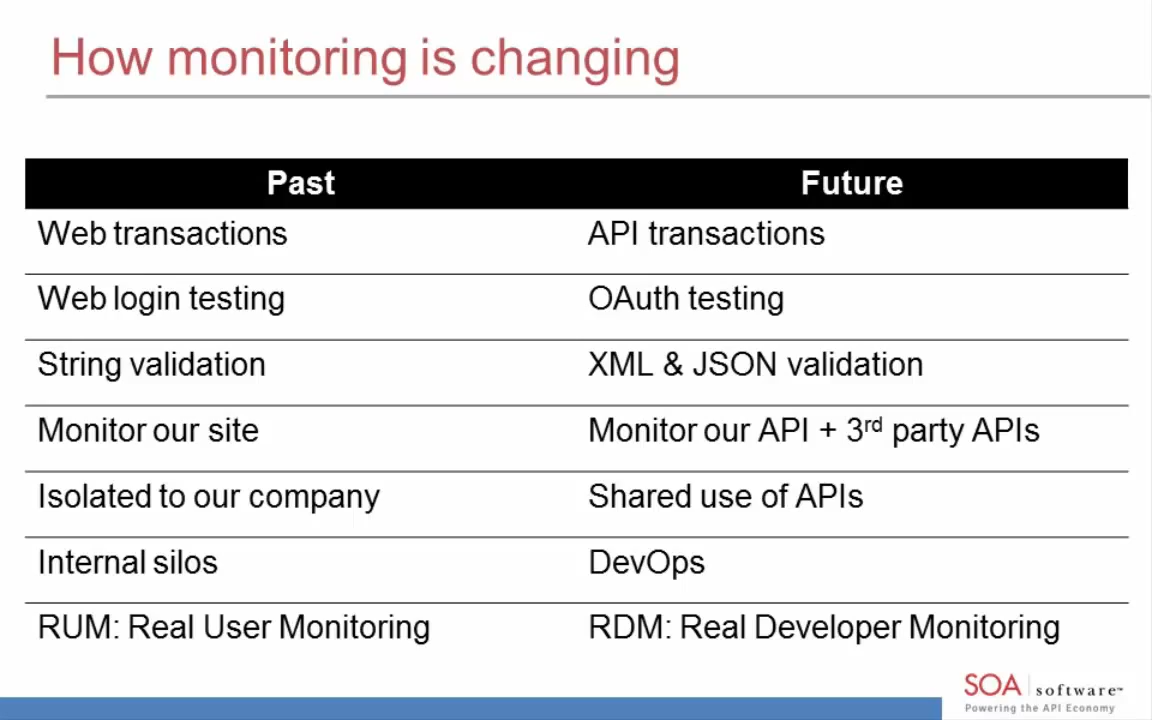 How monitoring is changing
Past Future
Web transactions API transactions
Web login testing OAuth testing
String validation XML & JSON validation
Monitor our site Monitor our API + 3rd party APIs
Isolated to our company Shared use of APIs
Internal silos DevOps
RUM: Real User Monitoring RDM: Real Developer Monitoring
SOA software™
Powering the API Economy